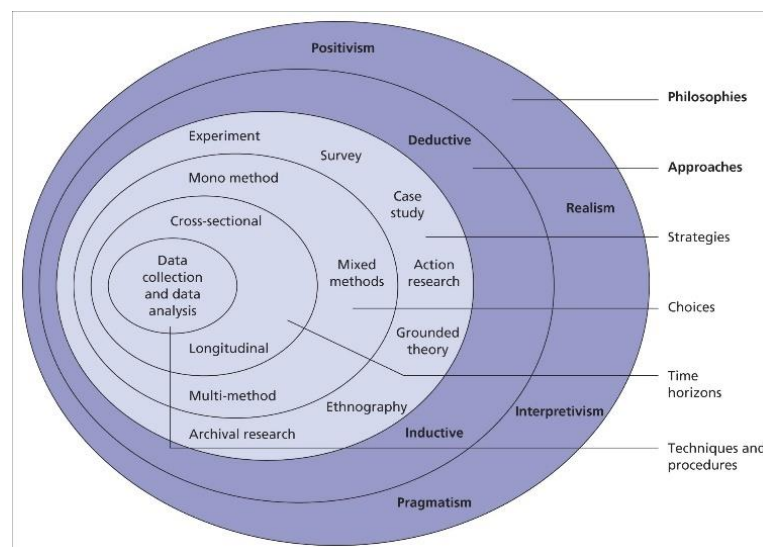 Positivism
Philosophies
Experiment
Deductive
Survey
Approaches
Mono method
Case
study
Realism
Cross-sectional
Strategies
Data
collection
and data
analysis
Mixed
methods
Action
research
Choices
Grounded
theory
Longitudinal
Time
horizons
Multi-method
Ethnography
Interpretivism
Archival research
Inductive
Techniques and
procedures
Pragmatism